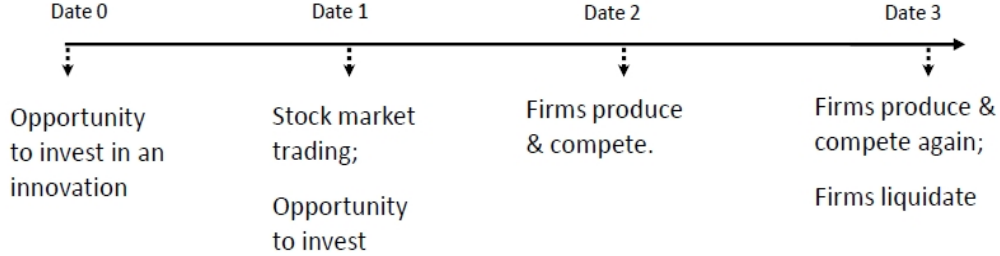 Date 0
Date 1
Date 2
Date 3
Opportunity
to invest in an
innovation
Stock market
trading;
Opportunity
to invest
Firms produce
& compete.
Firms produce &
compete again;
Firms liquidate